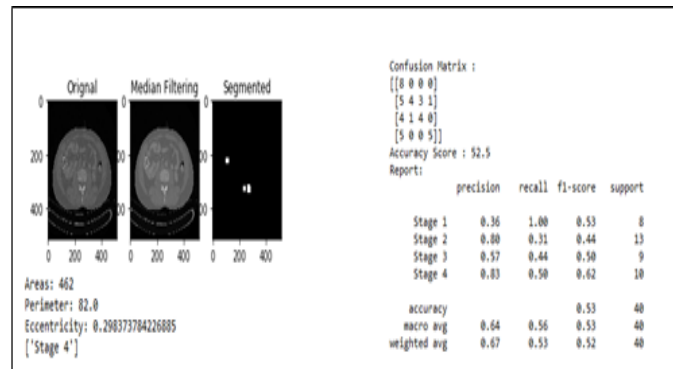 Orignal Median Filtering Segmented
0 0 0
200 00 00
400 00 00
0 200 400 0 200 400 0 200 400
Areas: 462
Perimeter: 82.0
Eccentricity: 0.298373784226885
['Stage 4']
Confusion Matrix :
[[8 0 0 0]
[5 4 3 1]
[4 1 4 0]
[5 0 0 5]]
Accuracy Score : 52.5
Report:
precision recall f1-score support
Stage 1 0.36 1.00 0.53 8
Stage 2 0.80 0.31 0.44 13
Stage 3 0.57 0.44 0.50 9
Stage 4 0.83 0.50 0.62 10
accuracy 0.53 40
macro avg 0.64 0.56 0.53 40
weighted avg 0.67 0.53 0.52 40